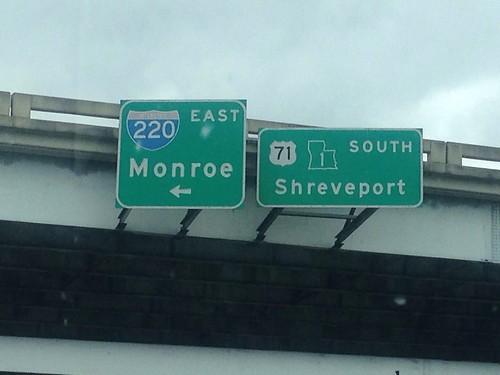 EAST
220
Monroe
71 1 SOUTH
Shreveport